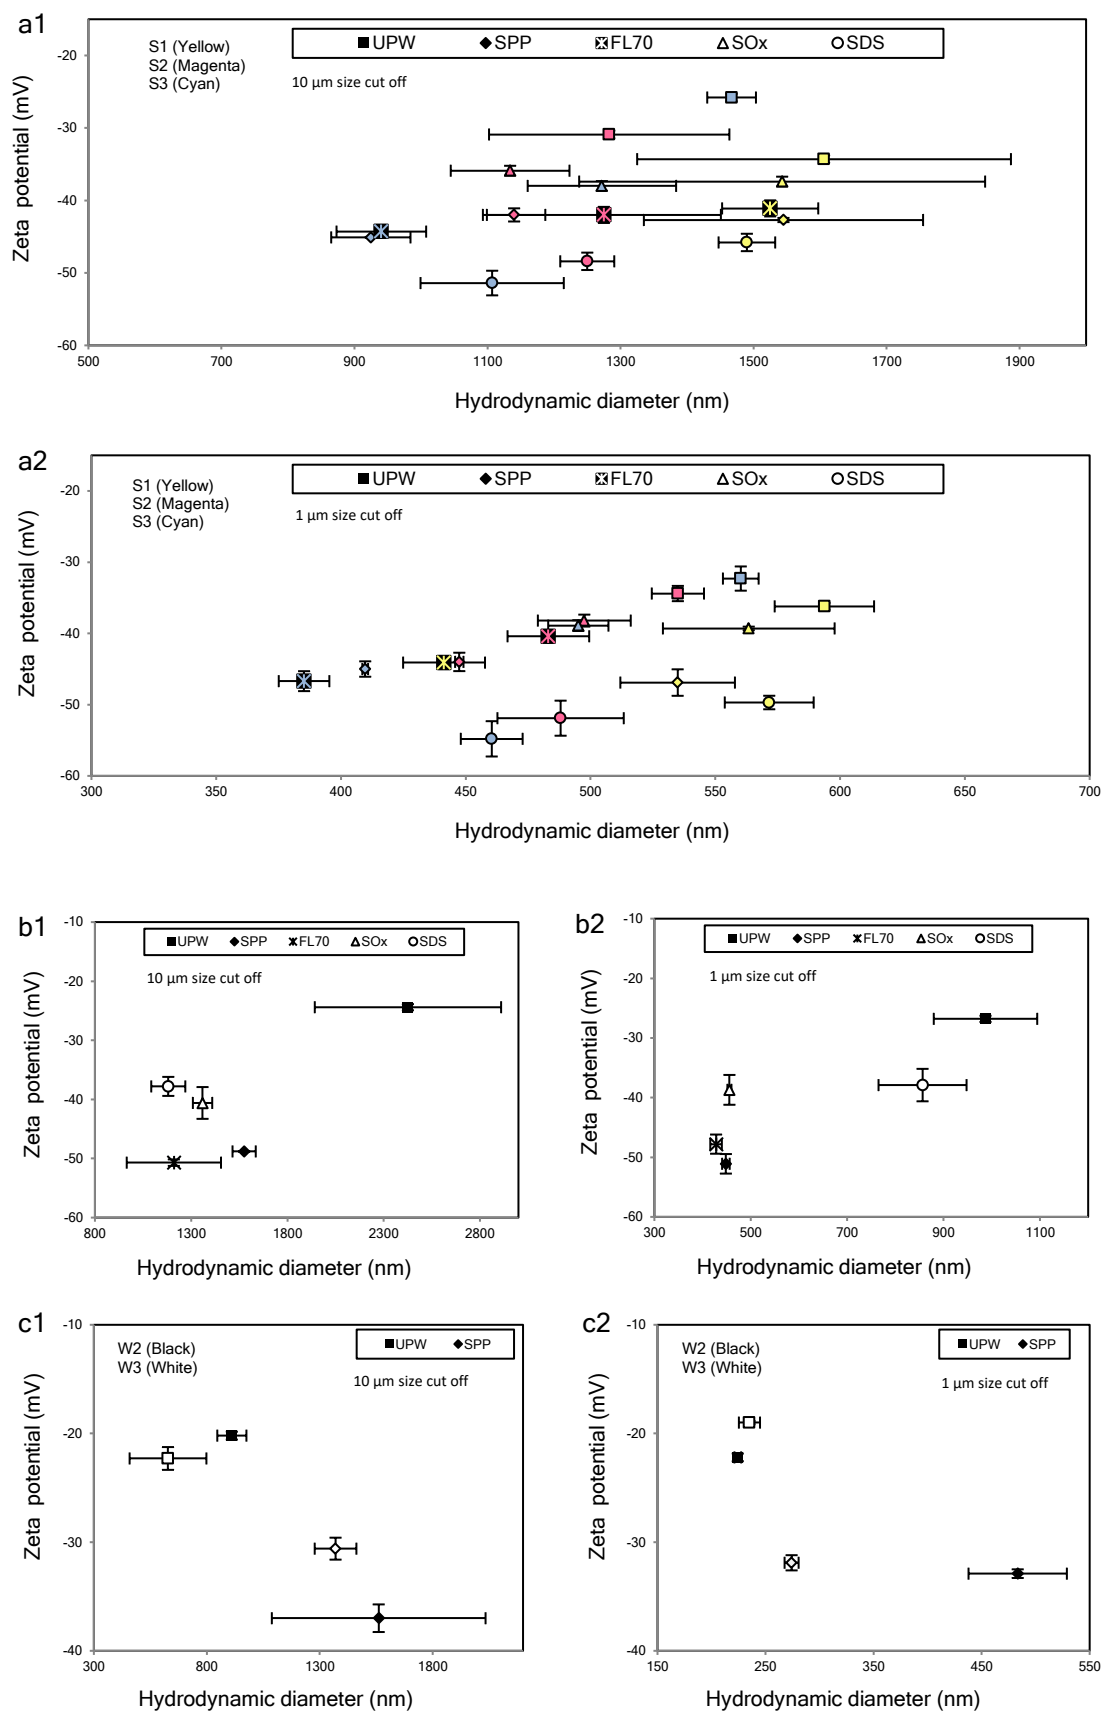 a1
S1 (Yellow)
S2 (Magenta)
S3 (Cyan)
UPW SPP FL70 SOx SDS
10 µm size cut off
Zeta potential (mV)
-15
-20
-30
-40
-50
-60
500 700 900 1100 1300 1500 1700 1900
Hydrodynamic diameter (nm)
a2
S1 (Yellow)
S2 (Magenta)
S3 (Cyan)
UPW SPP FL70 SOx SDS
1 µm size cut off
Zeta potential (mV)
-20
-30
-40
-50
-60
300 350 400 450 500 550 600 650 700
Hydrodynamic diameter (nm)
b1
UPW SPP FL70 SOx SDS
10 µm size cut off
Zeta potential (mV)
-10
-20
-30
-40
-50
-60
800 1300 1800 2300 2800
Hydrodynamic diameter (nm)
b2
UPW SPP FL70 SOx SDS
1 µm size cut off
Zeta potential (mV)
-10
-20
-30
-40
-50
-60
300 500 700 900 1100
Hydrodynamic diameter (nm)
c1
W2 (Black)
W3 (White)
UPW SPP
10 µm size cut off
Zeta potential (mV)
-10
-20
-30
-40
300 800 1300 1800
Hydrodynamic diameter (nm)
c2
W2 (Black)
W3 (White)
UPW SPP
1 µm size cut off
Zeta potential (mV)
-10
-20
-30
-40
150 250 350 450 550
Hydrodynamic diameter (nm)